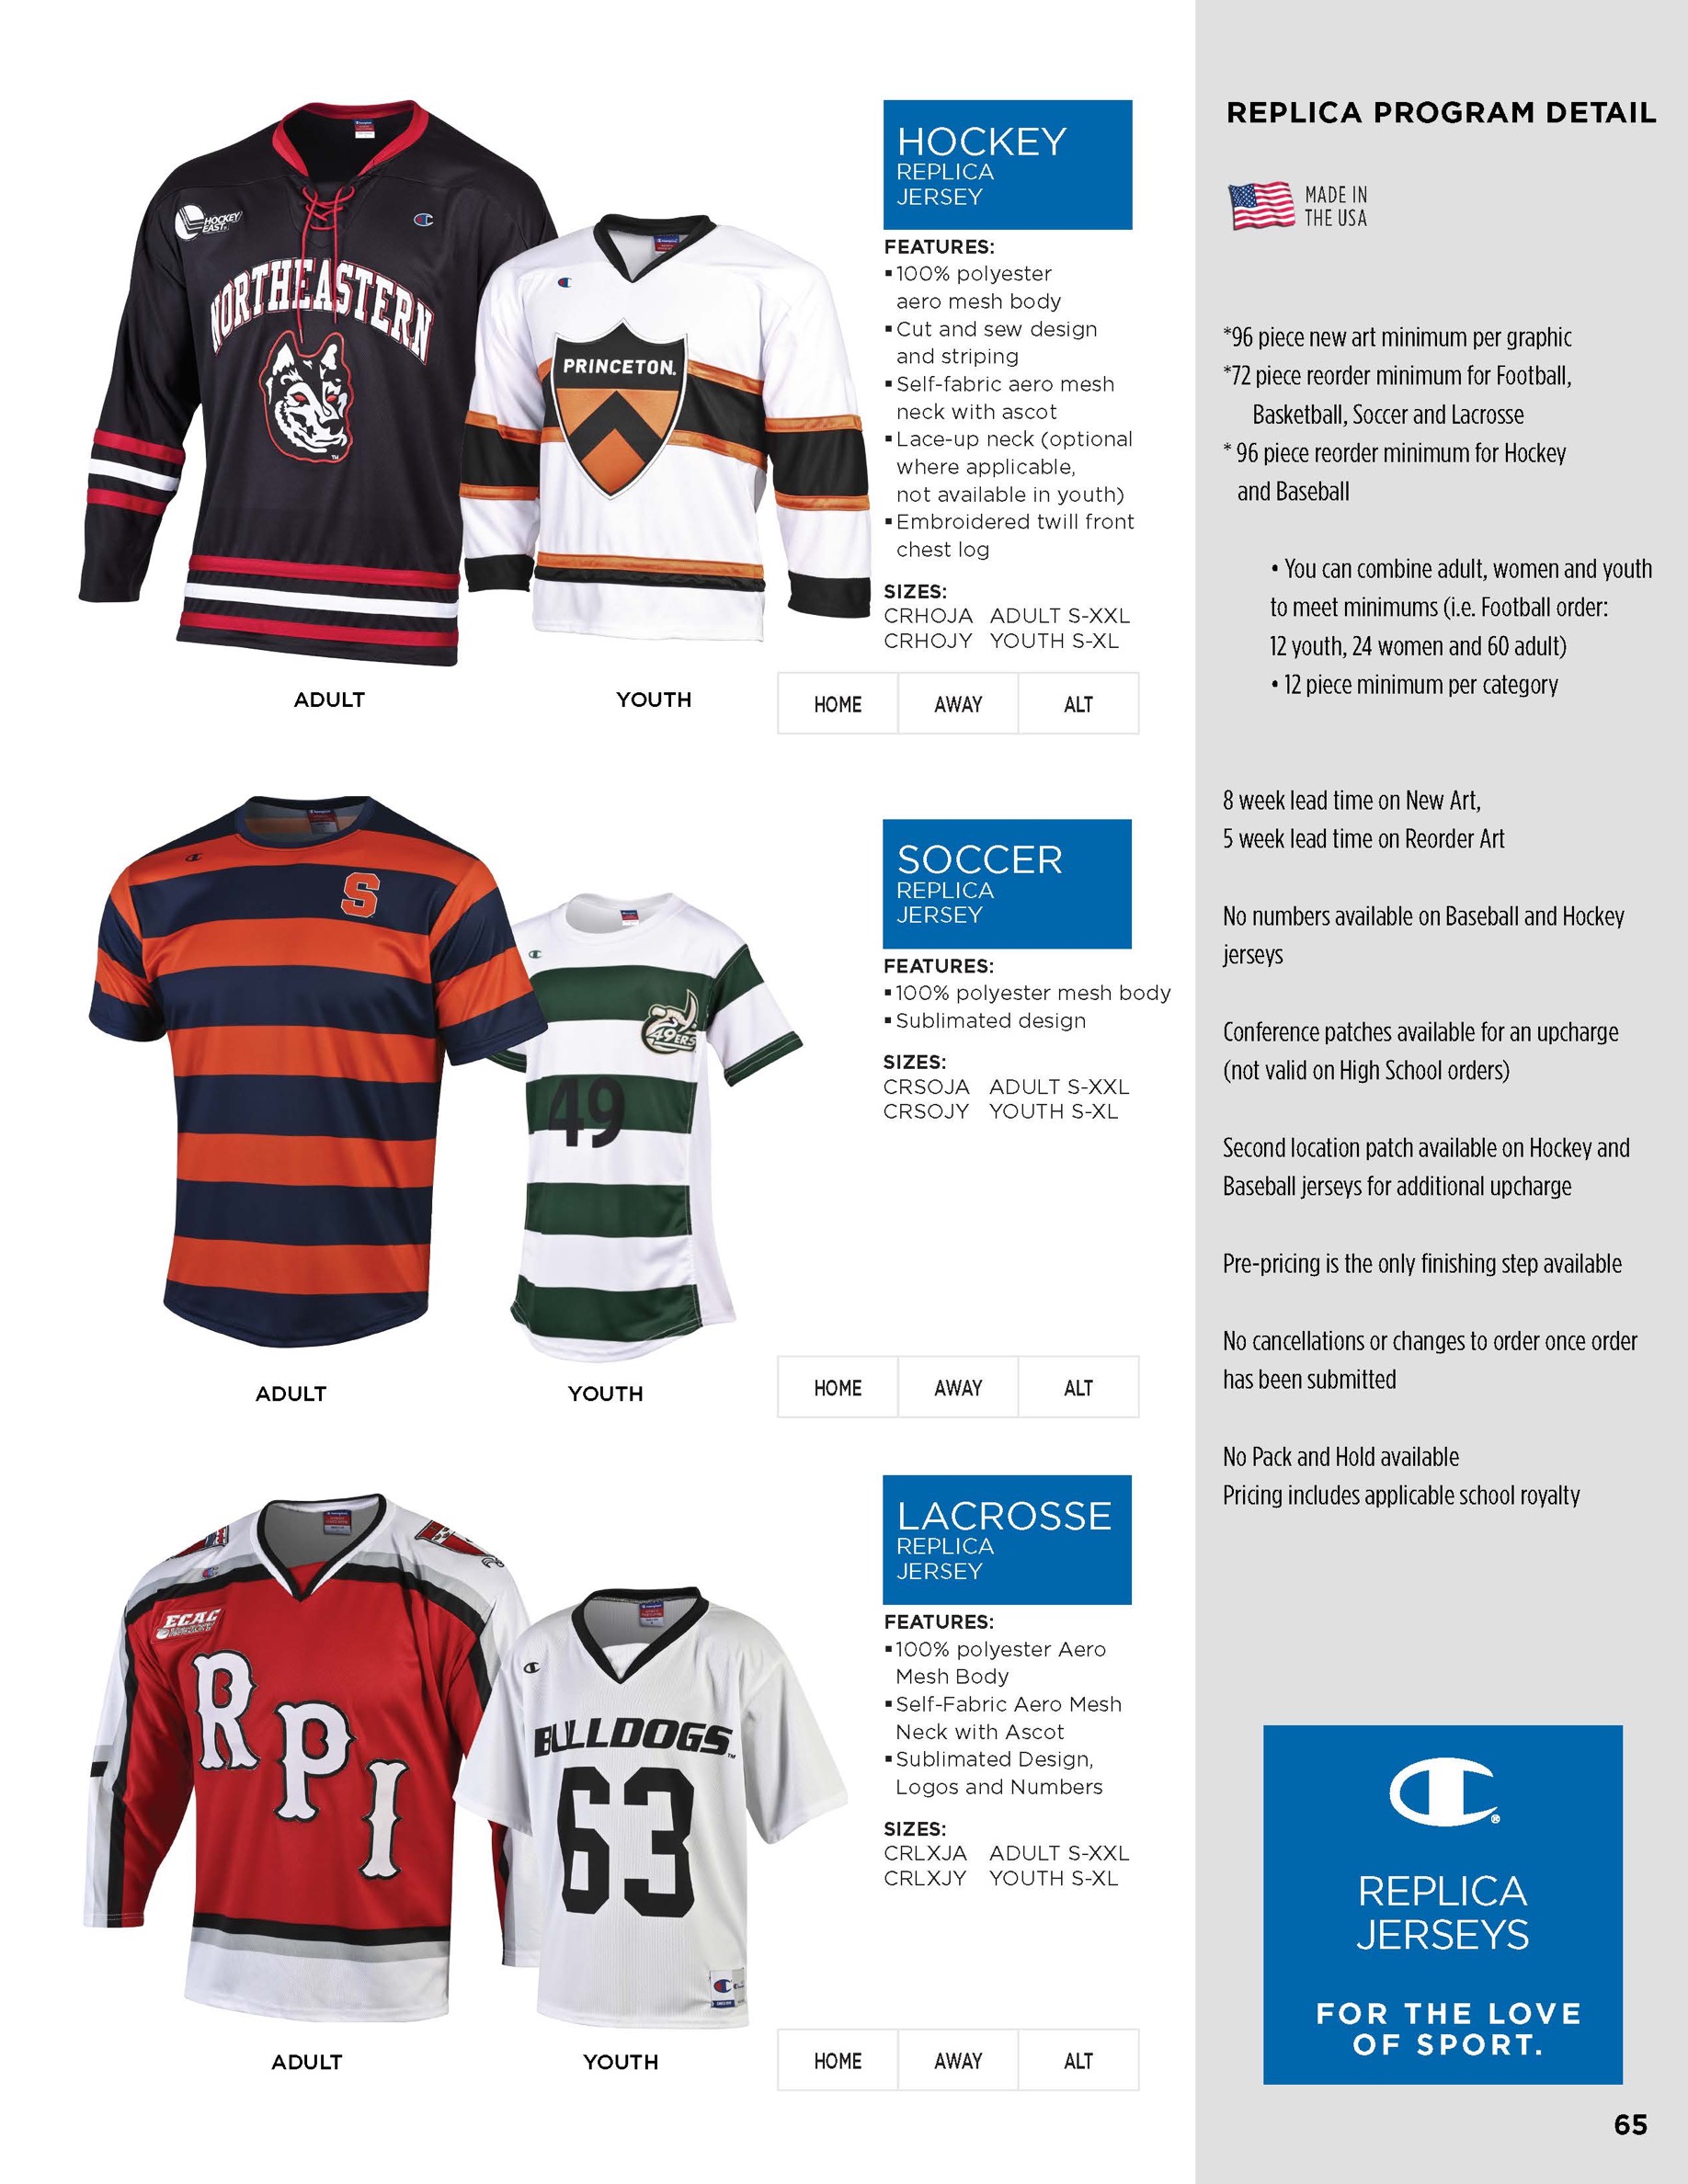 HOCKEY
EAST
NORTHEASTERN
TM
PRINCETON.
ADULT
YOUTH
HOCKEY
REPLICA
JERSEY
FEATURES:
▪100% polyester
aero mesh body
▪Cut and sew design
and striping
▪Self-fabric aero mesh
neck with ascot
▪Lace-up neck (optional
where applicable,
not available in youth)
▪Embroidered twill front
chest log
SIZES:
CRHOJA ADULT S-XXL
CRHOJY YOUTH S-XL
HOME AWAY ALT
S
49ERS
49
ADULT
YOUTH
SOCCER
REPLICA
JERSEY
FEATURES:
▪100% polyester mesh body
▪Sublimated design
SIZES:
CRSOJA ADULT S-XXL
CRSOJY YOUTH S-XL
HOME AWAY ALT
ECAC
RPI
BULLDOGS
TM
63
ADULT
YOUTH
LACROSSE
REPLICA
JERSEY
FEATURES:
▪100% polyester Aero
Mesh Body
▪Self-Fabric Aero Mesh
Neck with Ascot
▪Sublimated Design,
Logos and Numbers
SIZES:
CRLXJA ADULT S-XXL
CRLXJY YOUTH S-XL
HOME AWAY ALT
REPLICA PROGRAM DETAIL
MADE IN
THE USA
*96 piece new art minimum per graphic
*72 piece reorder minimum for Football,
Basketball, Soccer and Lacrosse
* 96 piece reorder minimum for Hockey
and Baseball
• You can combine adult, women and youth
to meet minimums (i.e. Football order:
12 youth, 24 women and 60 adult)
• 12 piece minimum per category
8 week lead time on New Art,
5 week lead time on Reorder Art
No numbers available on Baseball and Hockey
jerseys
Conference patches available for an upcharge
(not valid on High School orders)
Second location patch available on Hockey and
Baseball jerseys for additional upcharge
Pre-pricing is the only finishing step available
No cancellations or changes to order once order
has been submitted
No Pack and Hold available
Pricing includes applicable school royalty
®
REPLICA
JERSEYS
FOR THE LOVE
OF SPORT.
65